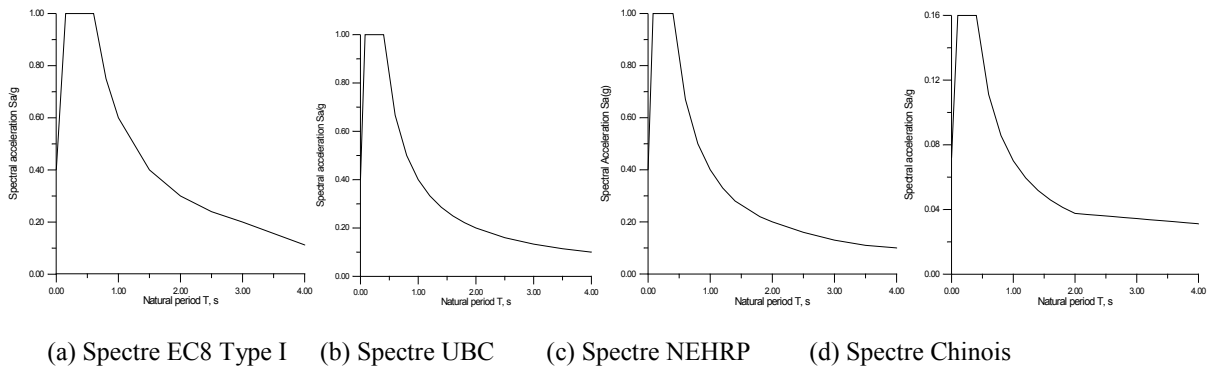 1.00
0.80
0.60
0.40
0.20
0.00
Spectral acceleration Sa/g
0.00 1.00 2.00 3.00 4.00
Natural period T, s
1.00
0.80
0.60
0.40
0.20
0.00
Spectral acceleration Sa/g
0.00 1.00 2.00 3.00 4.00
Natural period T, s
1.00
0.80
0.60
0.40
0.20
0.00
Spectral Acceleration Sa(g)
0.00 1.00 2.00 3.00 4.00
Natural period T, s
0.16
0.12
0.08
0.04
0.00
Spectral acceleration Sa/g
0.00 1.00 2.00 3.00 4.00
Natural period T, s
(a) Spectre EC8 Type I (b) Spectre UBC (c) Spectre NEHRP (d) Spectre Chinois